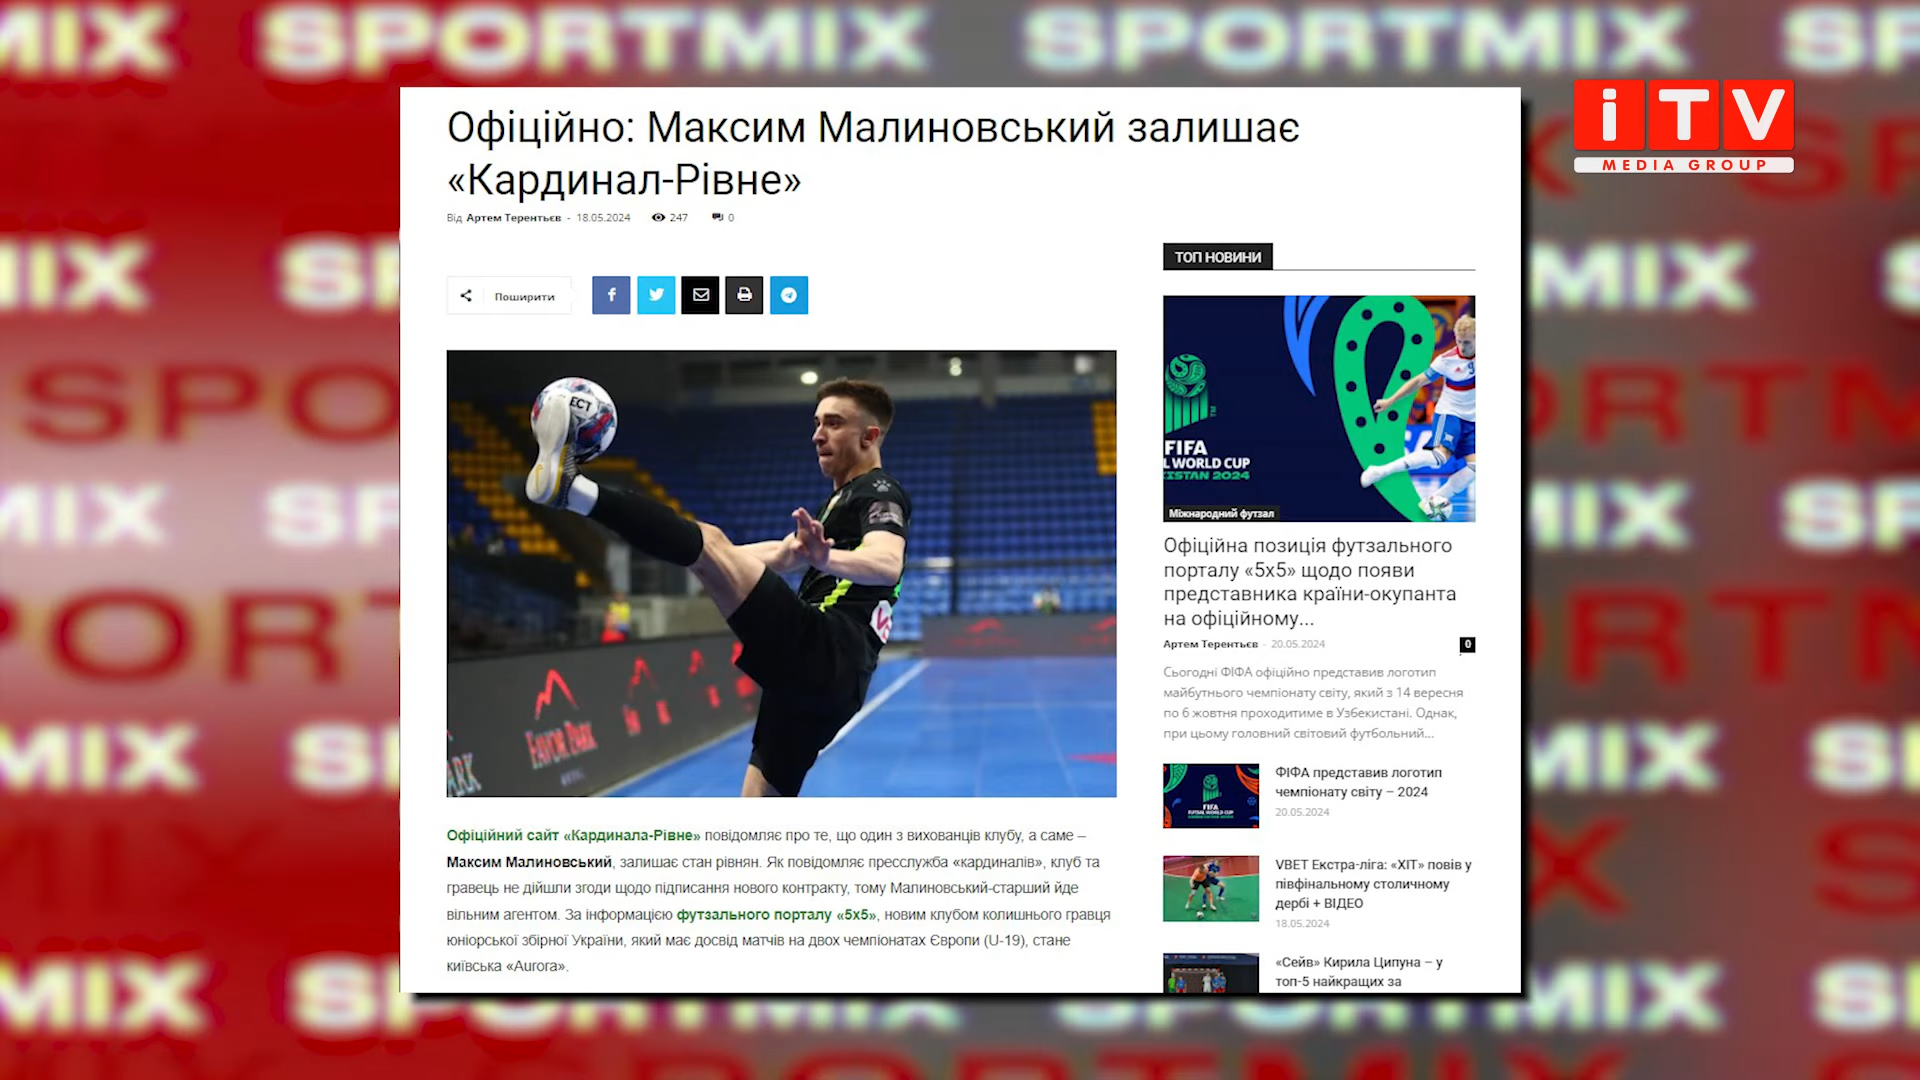 SPORTMIX
iTV
MEDIA GROUP
Офіційно: Максим Малиновський залишає
«Кардинал-Рівне»
Від Артем Терентьєв - 18.05.2024 247 0
Поширити
ЕСТ
FAVOR PARK
Офіційний сайт «Кардинала-Рівне» повідомляє про те, що один з вихованців клубу, а саме –
Максим Малиновський, залишає стан рівнян. Як повідомляє пресслужба «кардиналів», клуб та
гравець не дійшли згоди щодо підписання нового контракту, тому Малиновський-старший йде
вільним агентом. За інформацією футзального порталу «5х5», новим клубом колишнього гравця
юніорської збірної України, який має досвід матчів на двох чемпіонатах Європи (U-19), стане
київська «Aurora».
ТОП НОВИНИ
FIFA
L WORLD CUP
KISTAN 2024
Міжнародний футзал
Офіційна позиція футзального
порталу «5х5» щодо появи
представника країни-окупанта
на офіційному...
Артем Терентьєв - 20.05.2024 0
Сьогодні ФІФА офіційно представив логотип
майбутнього чемпіонату світу, який з 14 вересня
по 6 жовтня проходитиме в Узбекистані. Однак,
при цьому головний світовий футбольний...
ФІФА представив логотип
чемпіонату світу – 2024
20.05.2024
VBET Екстра-ліга: «ХІТ» повів у
півфінальному столичному
дербі + ВІДЕО
18.05.2024
«Сейв» Кирила Ципуна – у
топ-5 найкращих за